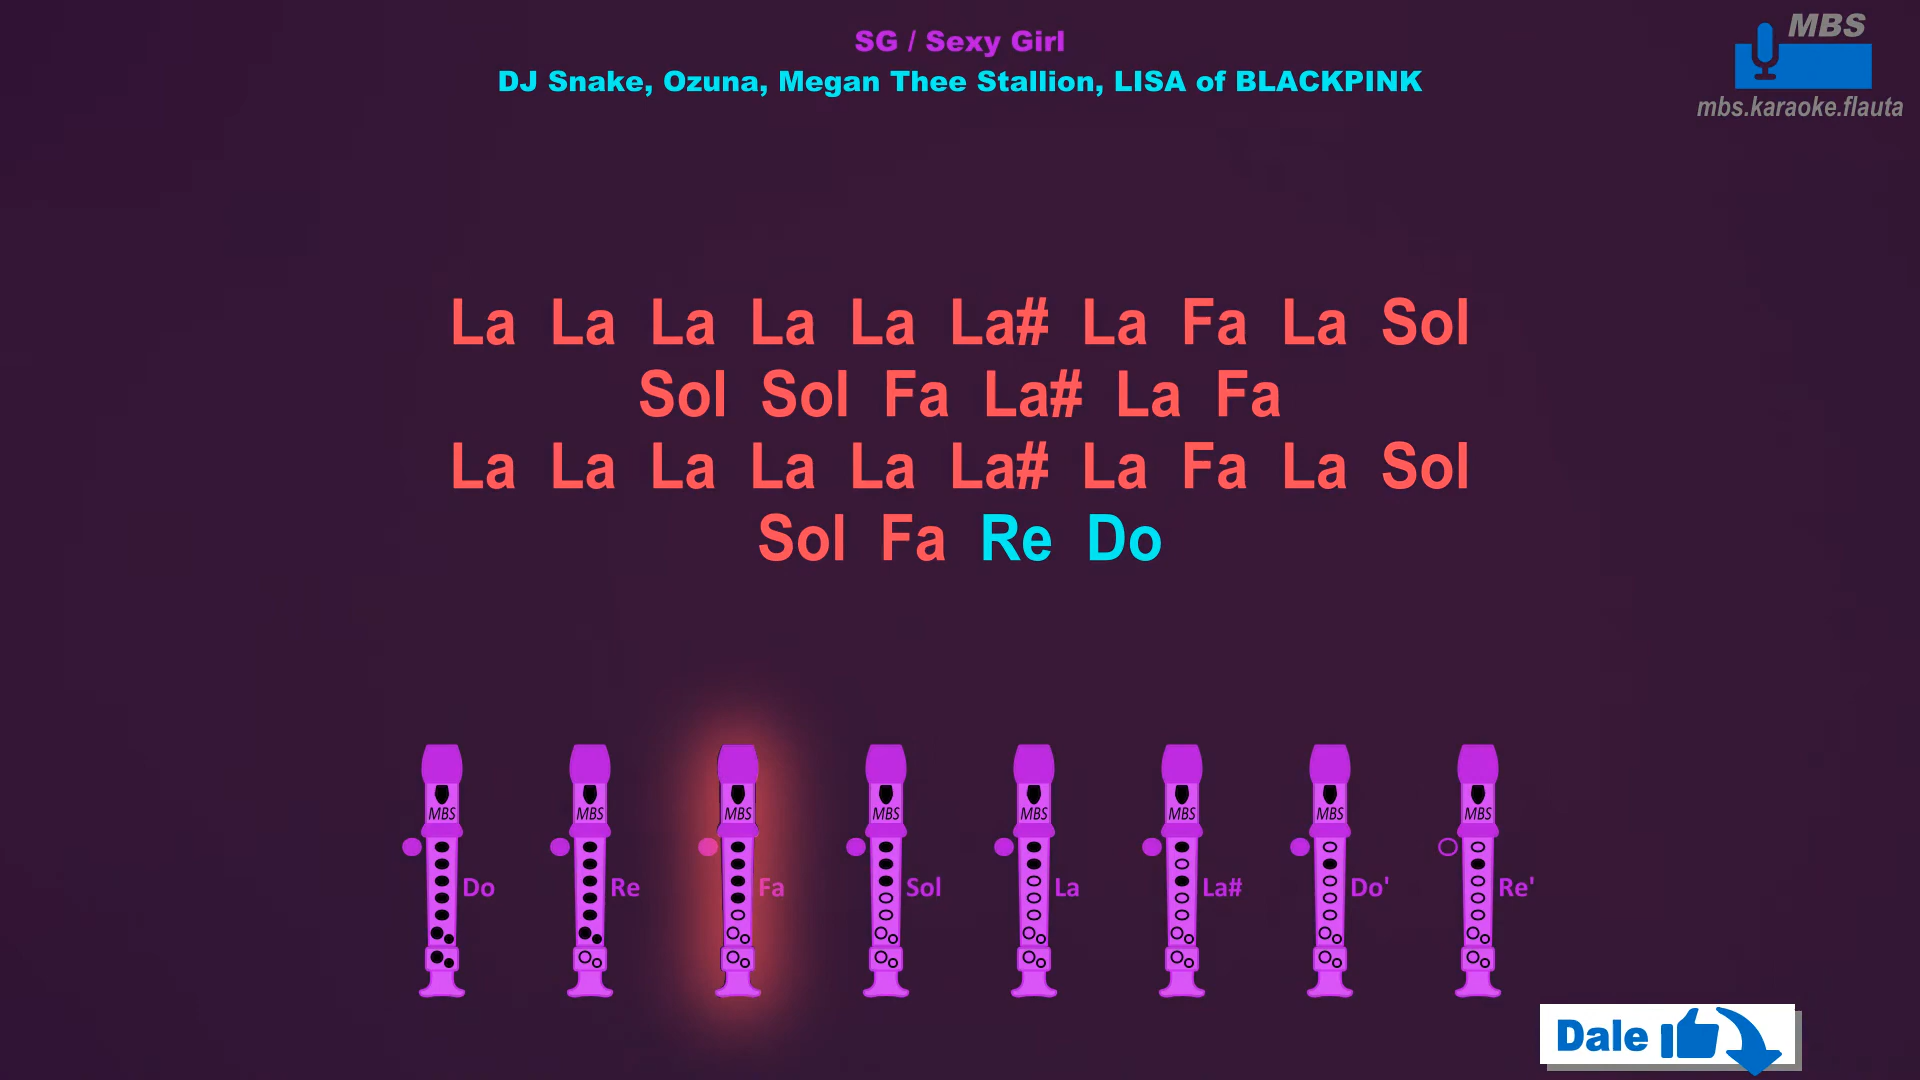 SG / Sexy Girl
DJ Snake, Ozuna, Megan Thee Stallion, LISA of BLACKPINK
MBS
mbs.karaoke.flauta
La La La La La La# La Fa La Sol
Sol Sol Fa La# La Fa
La La La La La La# La Fa La Sol
Sol Fa Re Do
MBS MBS MBS MBS MBS MBS MBS MBS
Do Re Fa Sol La La# Do' Re'
Dale